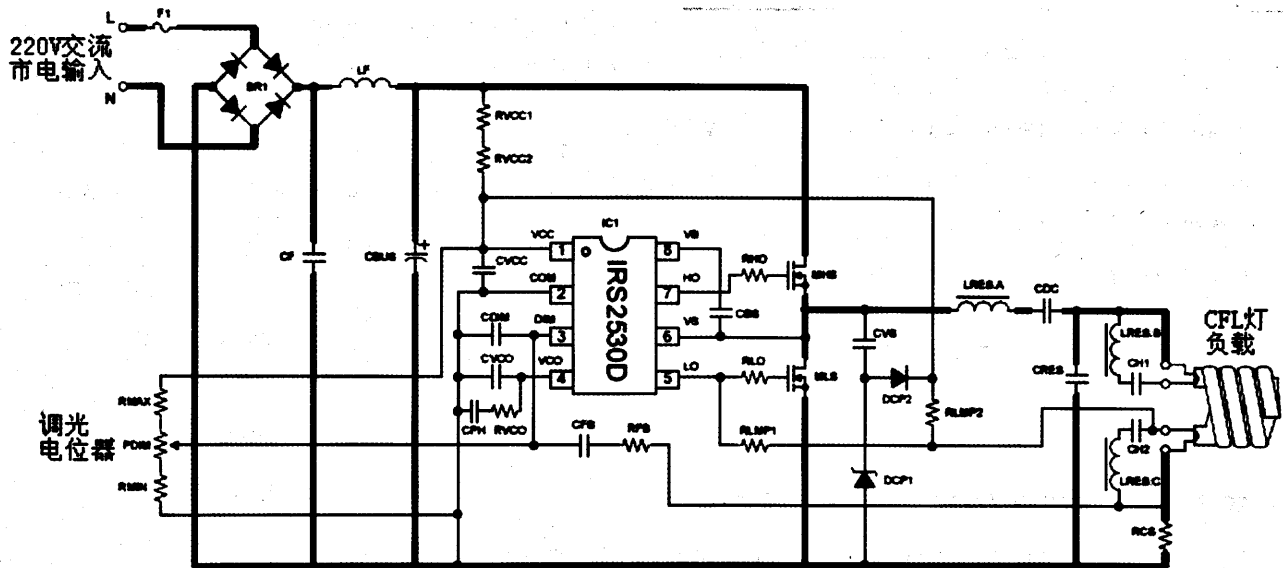 L
F1
220V交流
市电输入
N
BR1
LF
RVCC1
RVCC2
CF
CBUS
IC1
VCC
1
8
VB
CVCC
COM
2
IRS2530D
7
HO
RHO
MHS
CDIM
DIM
3
6
VS
CBS
CVCO
VCO
4
5
LO
RLO
MLS
CPH
RVCO
CVS
LRES.A
CDC
LRES.B
CH1
CFL灯
负载
CRES
DCP2
RLMP2
RMAX
调光
电位器
PDIM
RMIN
CFB
RFB
RLMP1
CH2
LRES.C
DCP1
RCS